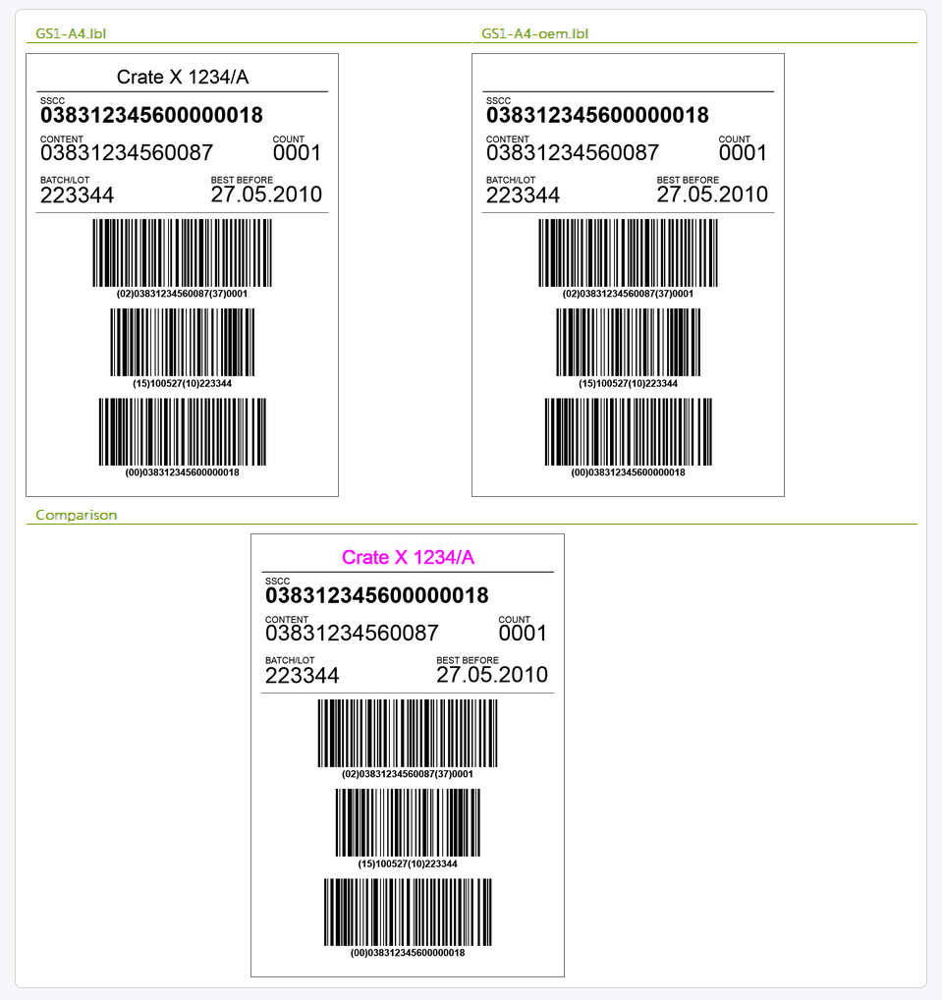 GS1-A4.lbl
Crate X 1234/A
SSCC
038312345600000018
CONTENT COUNT
03831234560087 0001
BATCH/LOT BEST BEFORE
223344 27.05.2010
(02)03831234560087(37)0001
(15)100527(10)223344
(00)038312345600000018
GS1-A4-oem.lbl
SSCC
038312345600000018
CONTENT COUNT
03831234560087 0001
BATCH/LOT BEST BEFORE
223344 27.05.2010
(02)03831234560087(37)0001
(15)100527(10)223344
(00)038312345600000018
Comparison
Crate X 1234/A
SSCC
038312345600000018
CONTENT COUNT
03831234560087 0001
BATCH/LOT BEST BEFORE
223344 27.05.2010
(02)03831234560087(37)0001
(15)100527(10)223344
(00)038312345600000018